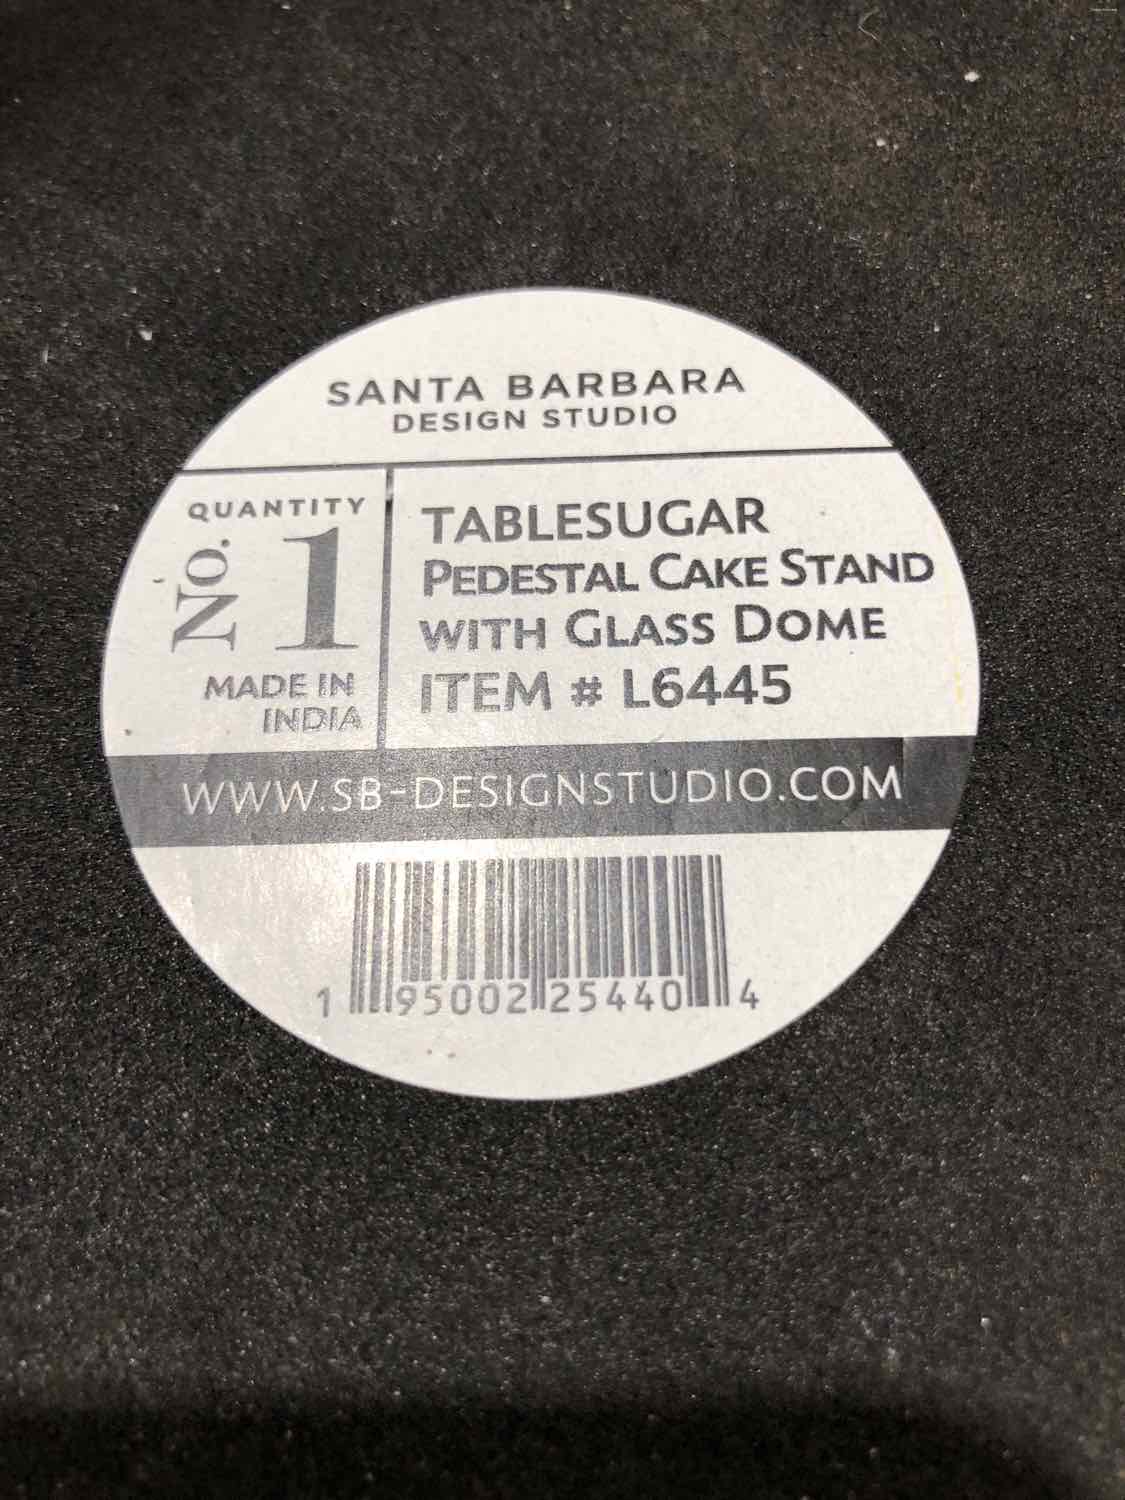 SANTA BARBARA
DESIGN STUDIO
QUANTITY
No. 1
MADE IN
INDIA
TABLESUGAR
PEDESTAL CAKE STAND
WITH GLASS DOME
ITEM # L6445
WWW.SB-DESIGNSTUDIO.COM
1 95002 25440 4